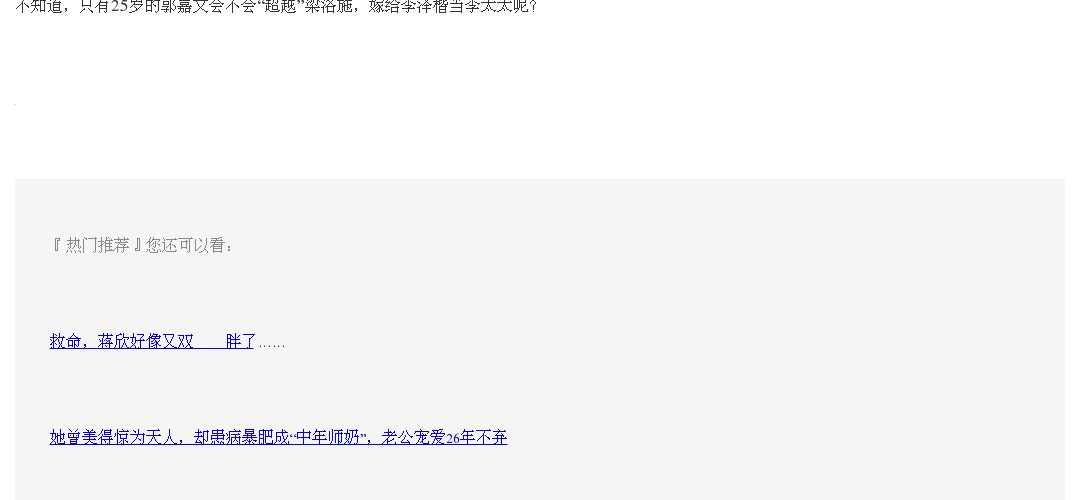 不知道，只有25岁的郭嘉文会不会“超越”梁洛施，嫁给李泽楷当李太太呢？
『 热门推荐 』您还可以看：
救命，蒋欣好像又双　　胖了……
她曾美得惊为天人，却患病暴肥成“中年师奶”，老公宠爱26年不弃